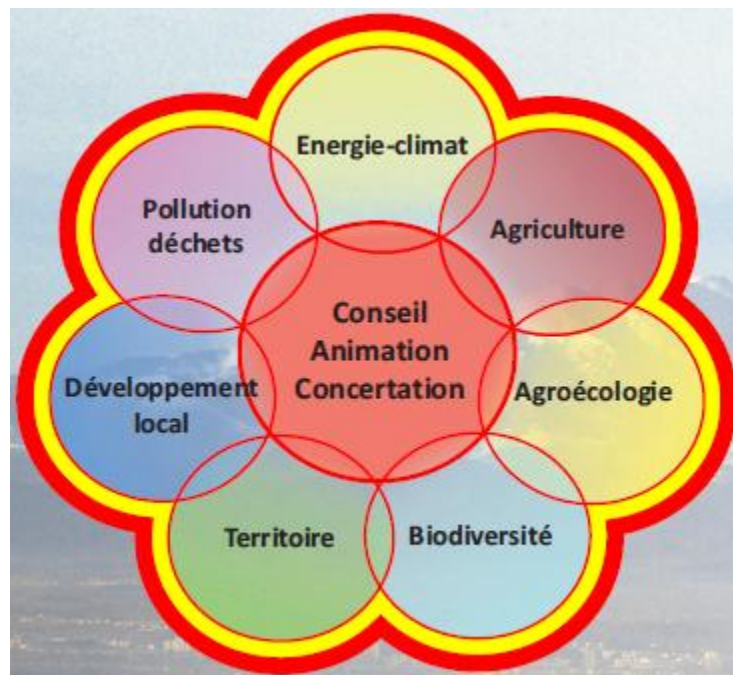 Energie-climat
Agriculture
Agroécologie
Biodiversité
Territoire
Développement
local
Pollution
déchets
Conseil
Animation
Concertation